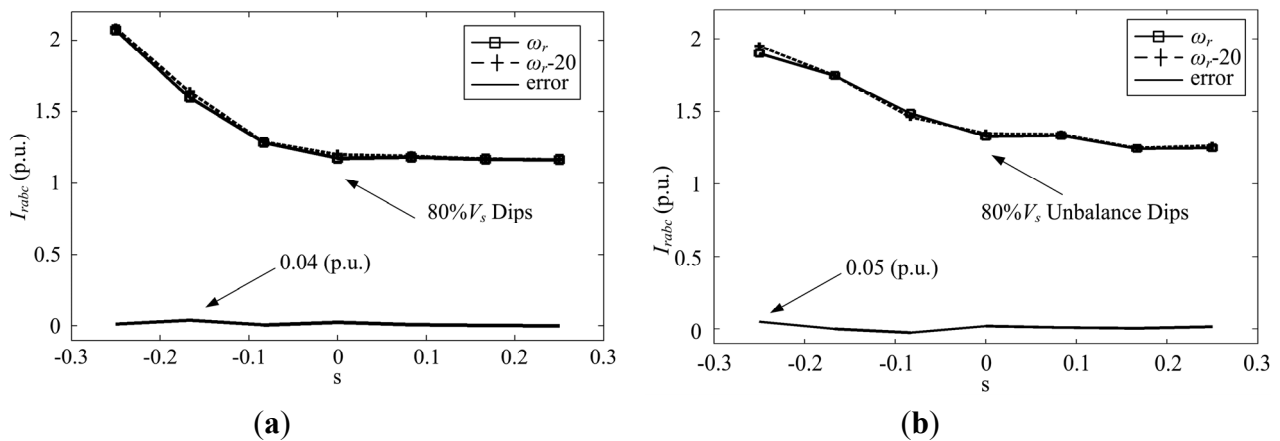 2
1.5
1
0.5
0
I_rabc (p.u.)
ω_r
ω_r-20
error
80%V_s Dips
0.04 (p.u.)
-0.3 -0.2 -0.1 0 0.1 0.2 0.3
s
(a)
2
1.5
1
0.5
0
I_rabc (p.u.)
ω_r
ω_r-20
error
80%V_s Unbalance Dips
0.05 (p.u.)
-0.3 -0.2 -0.1 0 0.1 0.2 0.3
s
(b)